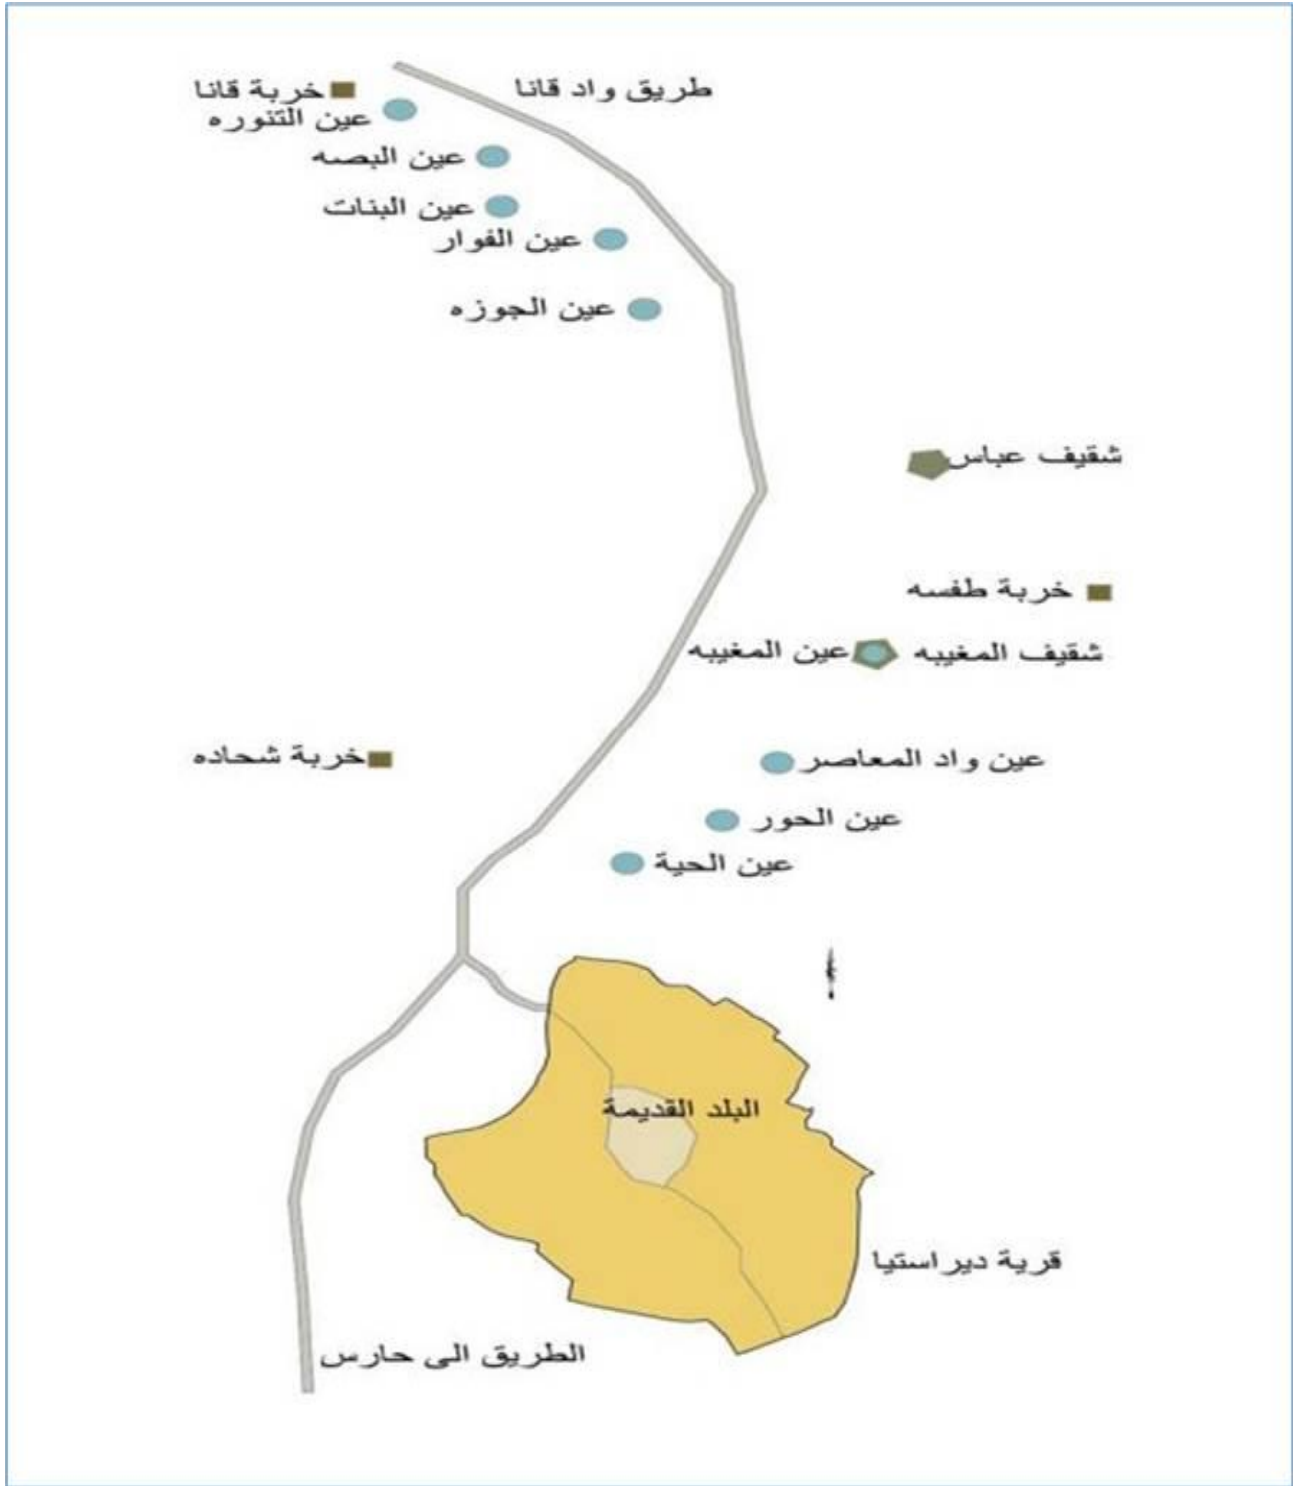 طريق واد قانا
خربة قانا
عين التنوره
عين البصه
عين البنات
عين الفوار
عين الجوزه
شقيف عباس
خربة طفسه
شقيف المغيبه
عين المغيبه
خربة شحاده
عين واد المعاصر
عين الحور
عين الحية
البلد القديمة
قرية ديراستيا
الطريق الى حارس